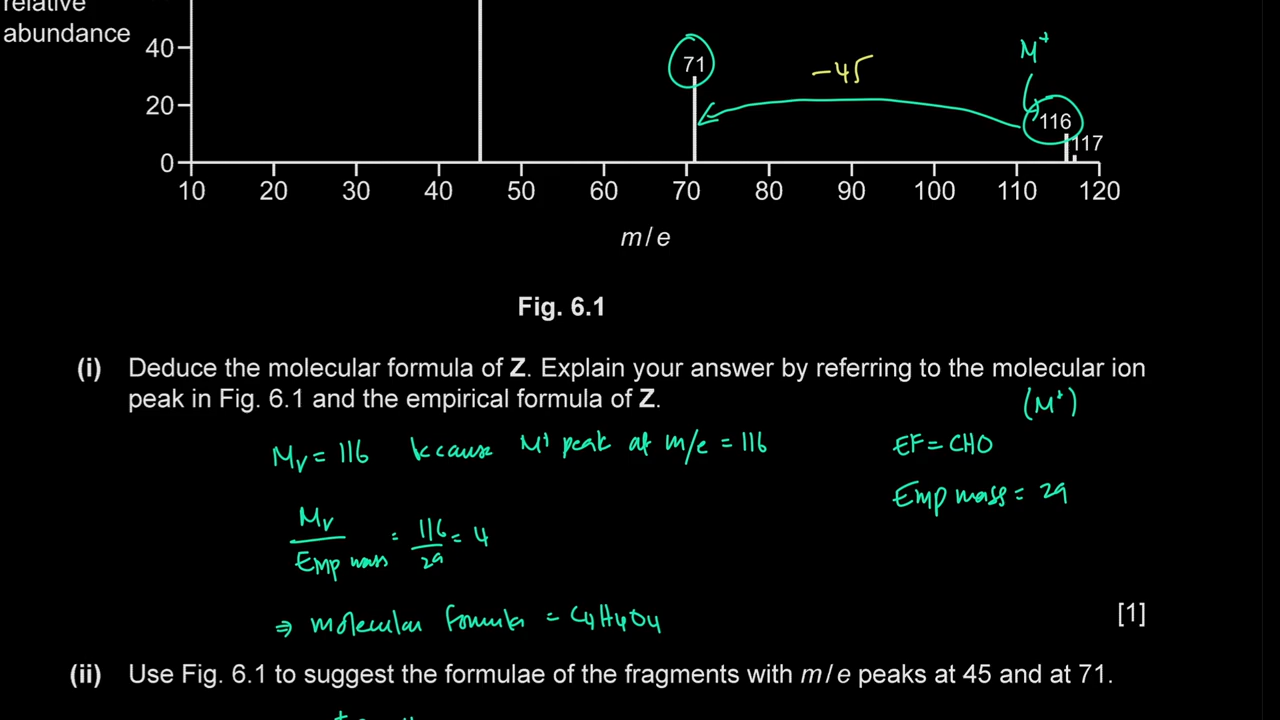 relative
abundance
40
20
0
71
-45
M⁺
116
117
10 20 30 40 50 60 70 80 90 100 110 120
m / e
Fig. 6.1
(i) Deduce the molecular formula of Z. Explain your answer by referring to the molecular ion
peak in Fig. 6.1 and the empirical formula of Z.
(M⁺)
Mr = 116 because M⁺ peak at m/e = 116
EF = CHO
Emp mass = 29
Mr
Emp mass
= 116
29
= 4
⇒ molecular formula = C4H4O4
[1]
(ii) Use Fig. 6.1 to suggest the formulae of the fragments with m / e peaks at 45 and at 71.